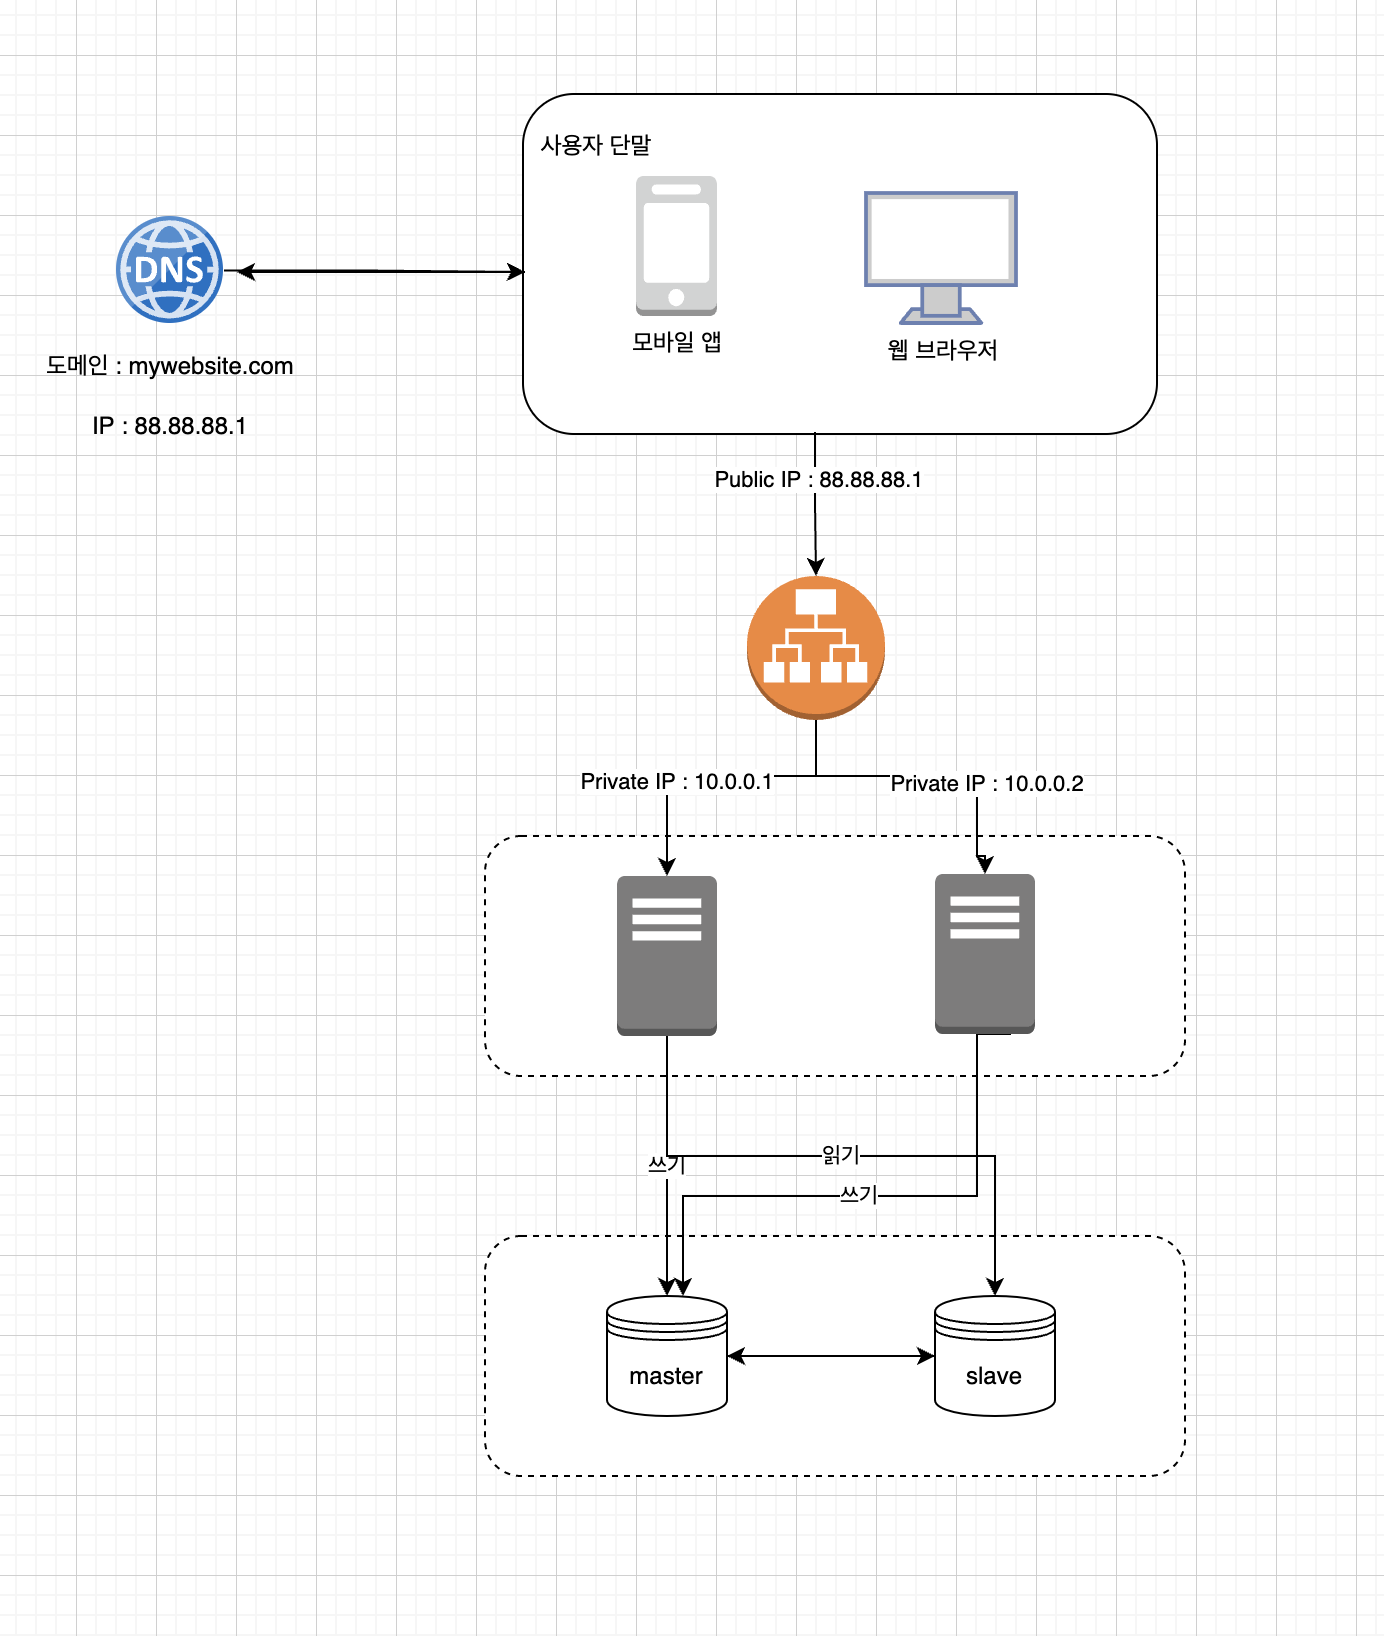 사용자 단말
모바일 앱
웹 브라우저
DNS
도메인 : mywebsite.com
IP : 88.88.88.1
Public IP : 88.88.88.1
Private IP : 10.0.0.1
Private IP : 10.0.0.2
읽기
쓰기
쓰기
master
slave